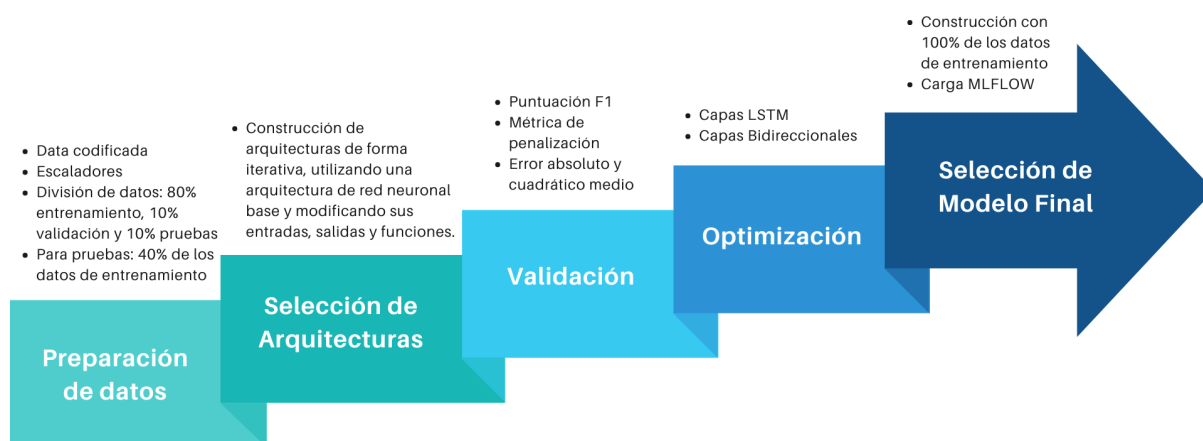 • Data codificada
• Escaladores
• División de datos: 80%
entrenamiento, 10%
validación y 10% pruebas
• Para pruebas: 40% de los
datos de entrenamiento
Preparación
de datos
• Construcción de
arquitecturas de forma
iterativa, utilizando una
arquitectura de red neuronal
base y modificando sus
entradas, salidas y funciones.
Selección de
Arquitecturas
• Puntuación F1
• Métrica de
penalización
• Error absoluto y
cuadrático medio
Validación
• Capas LSTM
• Capas Bidireccionales
Optimización
• Construcción con
100% de los datos
de entrenamiento
• Carga MLFLOW
Selección de
Modelo Final